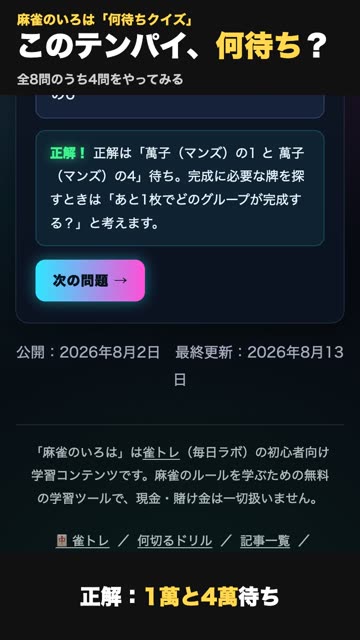 麻雀のいろは「何待ちクイズ」
このテンパイ、何待ち？
全8問のうち4問をやってみる
正解！ 正解は「萬子（マンズ）の1 と 萬子
（マンズ）の4」待ち。完成に必要な牌を探
すときは「あと1枚でどのグループが完成す
る？」と考えます。
次の問題 →
公開：2026年8月2日　最終更新：2026年8月13
日
「麻雀のいろは」は雀トレ（毎日ラボ）の初心者向け
学習コンテンツです。麻雀のルールを学ぶための無料
の学習ツールで、現金・賭け金は一切扱いません。
雀トレ ／ 何切るドリル ／ 記事一覧 ／
正解：1萬と4萬待ち